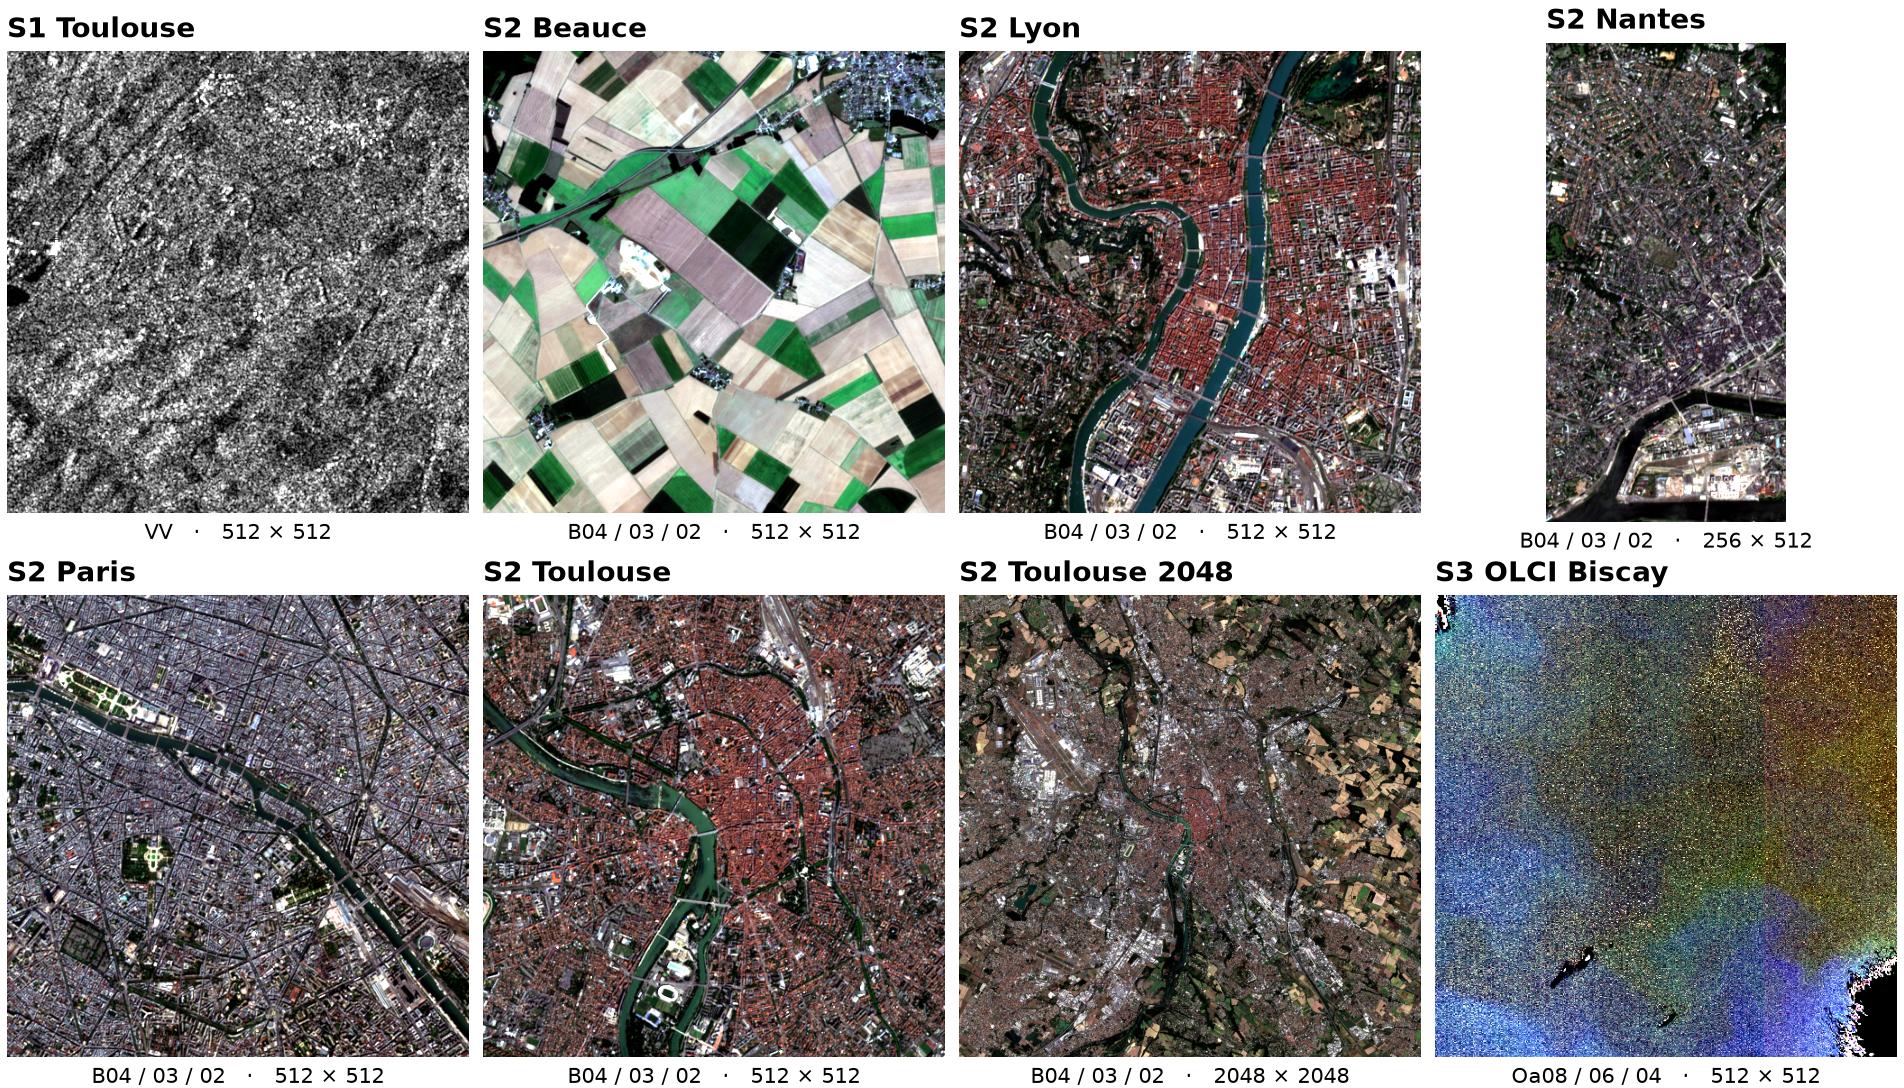 S1 Toulouse
S2 Beauce
S2 Lyon
S2 Nantes
VV · 512 × 512
B04 / 03 / 02 · 512 × 512
B04 / 03 / 02 · 512 × 512
B04 / 03 / 02 · 256 × 512
S2 Paris
S2 Toulouse
S2 Toulouse 2048
S3 OLCI Biscay
B04 / 03 / 02 · 512 × 512
B04 / 03 / 02 · 512 × 512
B04 / 03 / 02 · 2048 × 2048
Oa08 / 06 / 04 · 512 × 512